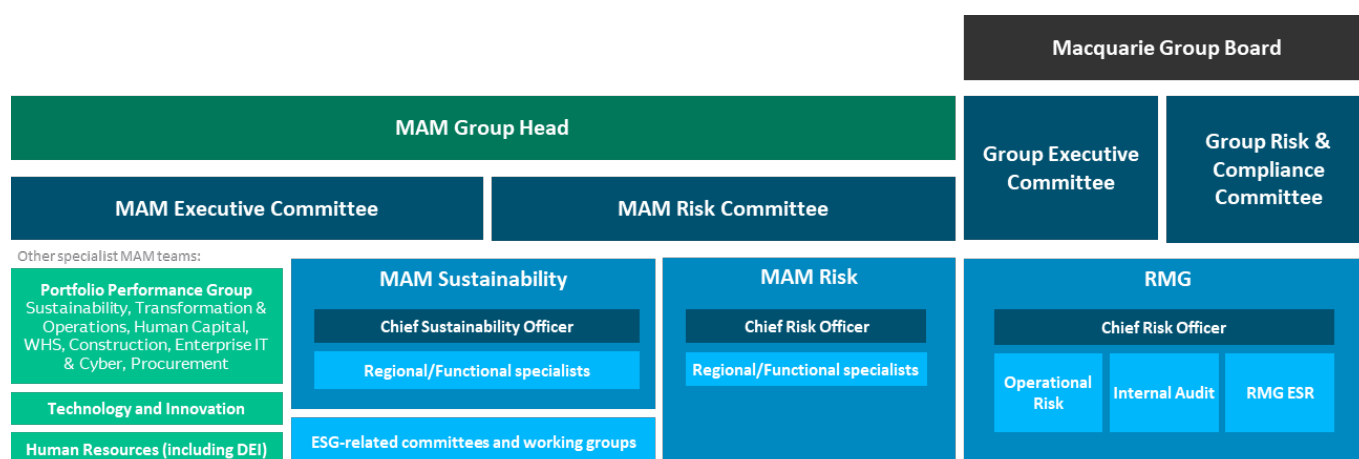 Macquarie Group Board
MAM Group Head
Group Executive
Committee
Group Risk &
Compliance
Committee
MAM Executive Committee
MAM Risk Committee
Other specialist MAM teams:
Portfolio Performance Group
Sustainability, Transformation &
Operations, Human Capital,
WHS, Construction, Enterprise IT
& Cyber, Procurement
Technology and Innovation
Human Resources (including DEI)
MAM Sustainability
Chief Sustainability Officer
Regional/Functional specialists
ESG-related committees and working groups
MAM Risk
Chief Risk Officer
Regional/Functional specialists
RMG
Chief Risk Officer
Operational
Risk
Internal Audit
RMG ESR